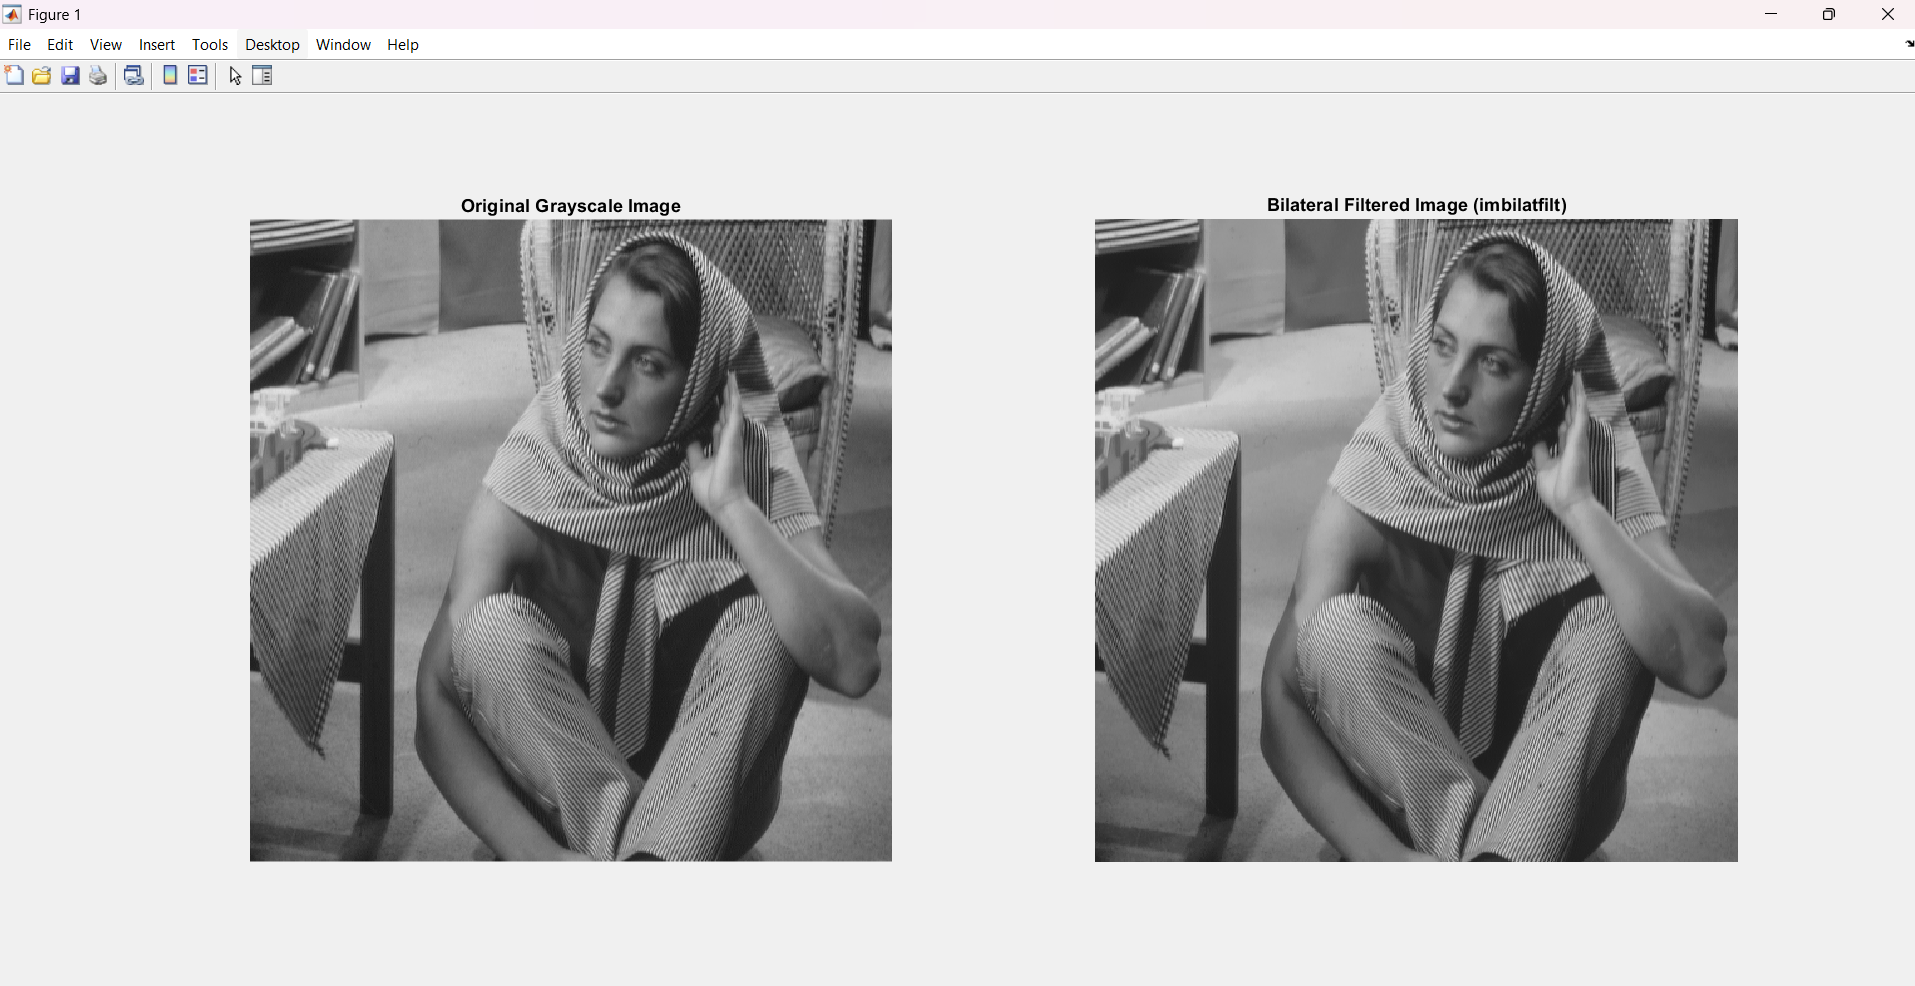 Figure 1
File Edit View Insert Tools Desktop Window Help
Original Grayscale Image
Bilateral Filtered Image (imbilatfilt)